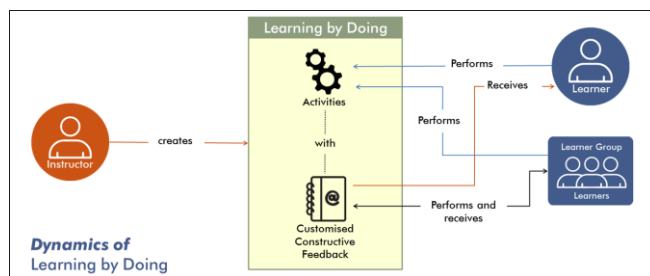 Learning by Doing
Performs
Learner
Receives
Activities
Performs
Instructor
creates
with
Learner Group
Learners
@
Performs and
receives
Customised
Constructive
Feedback
Dynamics of
Learning by Doing